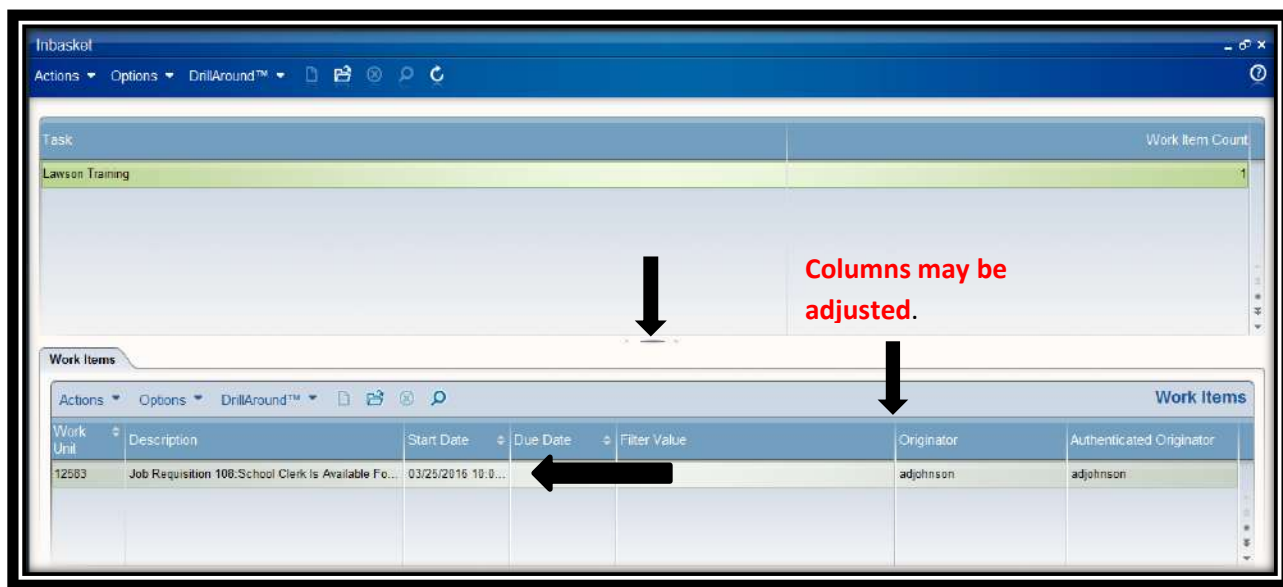 Inbasket
Actions Options DrillAround™
Task Work Item Count
Lawson Training 1
Columns may be
adjusted.
Work Items
Actions Options DrillAround™ Work Items
Work
Unit Description Start Date Due Date Filter Value Originator Authenticated Originator
12583 Job Requisition 108:School Clerk Is Available Fo... 03/25/2016 10:0... adjohnson adjohnson